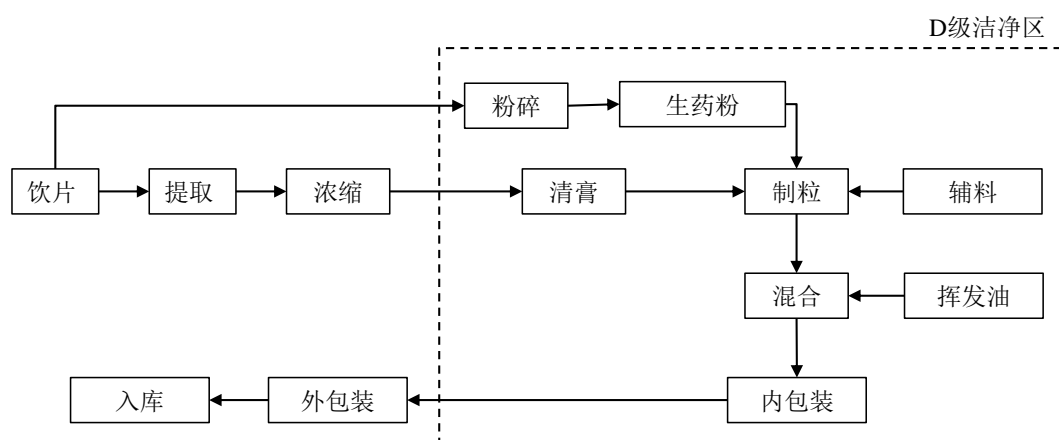 D级洁净区
粉碎
生药粉
饮片
提取
浓缩
清膏
制粒
辅料
混合
挥发油
入库
外包装
内包装